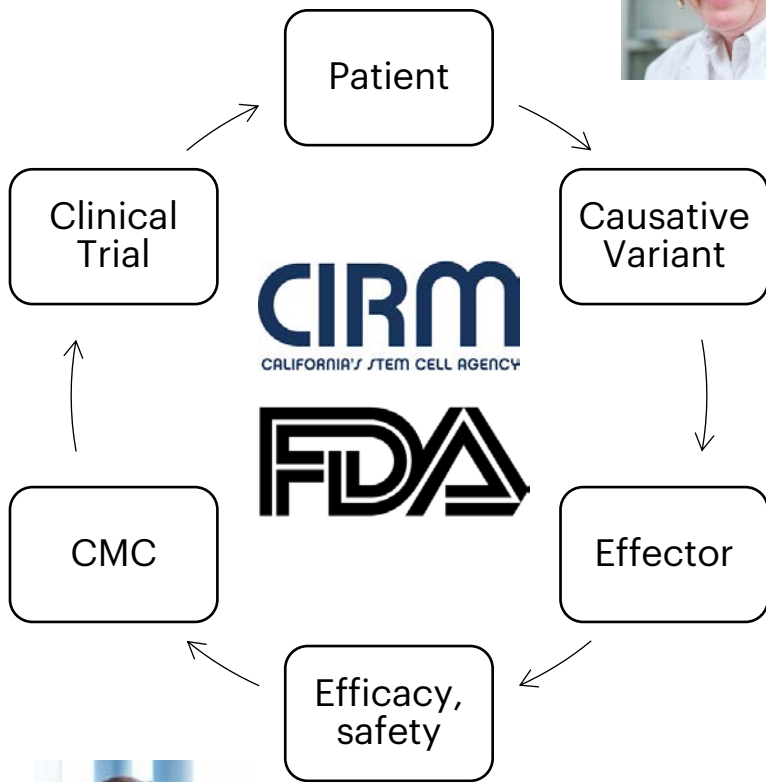 Patient
Clinical
Trial
Causative
Variant
CIRM
CALIFORNIA'S STEM CELL AGENCY
FDA
CMC
Effector
Efficacy,
safety